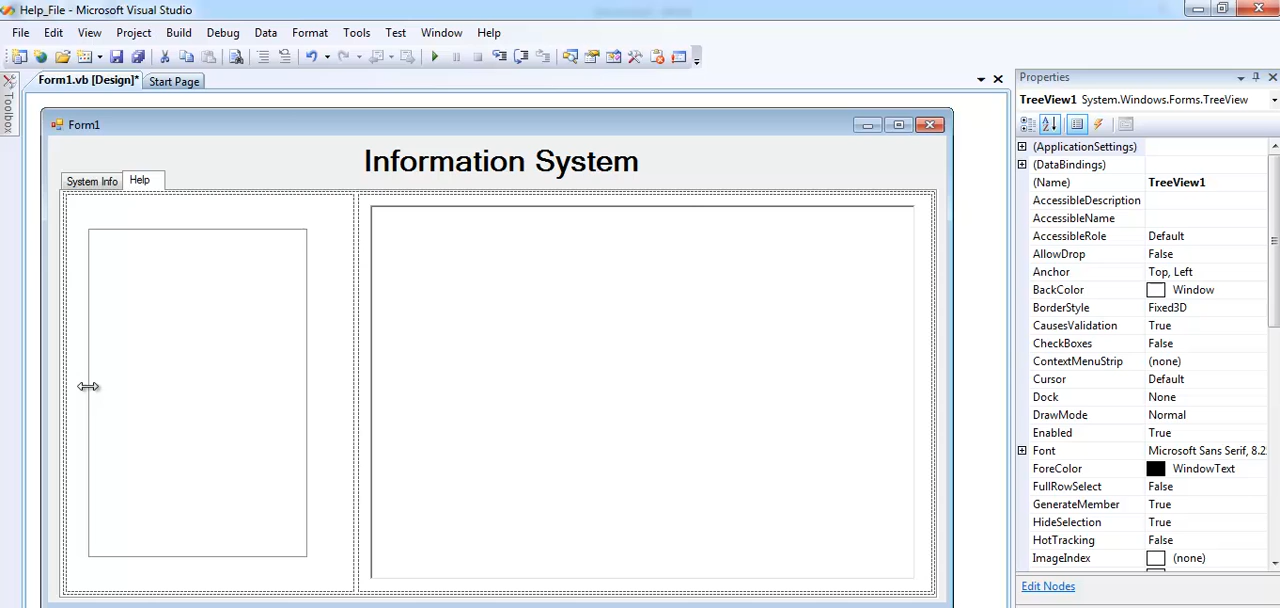 Help_File - Microsoft Visual Studio
File Edit View Project Build Debug Data Format Tools Test Window Help
Toolbox
Form1.vb [Design]* Start Page
Form1
Information System
System Info Help
Properties
TreeView1 System.Windows.Forms.TreeView
(ApplicationSettings)
(DataBindings)
(Name) TreeView1
AccessibleDescription
AccessibleName
AccessibleRole Default
AllowDrop False
Anchor Top, Left
BackColor Window
BorderStyle Fixed3D
CausesValidation True
CheckBoxes False
ContextMenuStrip (none)
Cursor Default
Dock None
DrawMode Normal
Enabled True
Font Microsoft Sans Serif, 8.2
ForeColor WindowText
FullRowSelect False
GenerateMember True
HideSelection True
HotTracking False
ImageIndex (none)
Edit Nodes